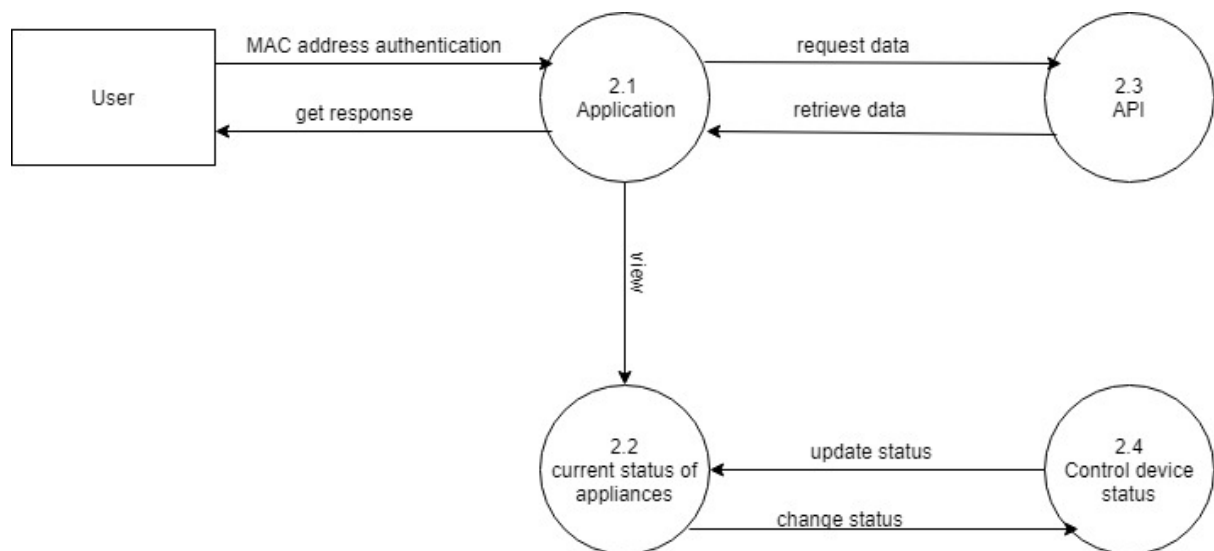 MAC address authentication
request data
User
2.1
Application
2.3
API
get response
retrieve data
view
2.2
current status of
appliances
update status
2.4
Control device
status
change status